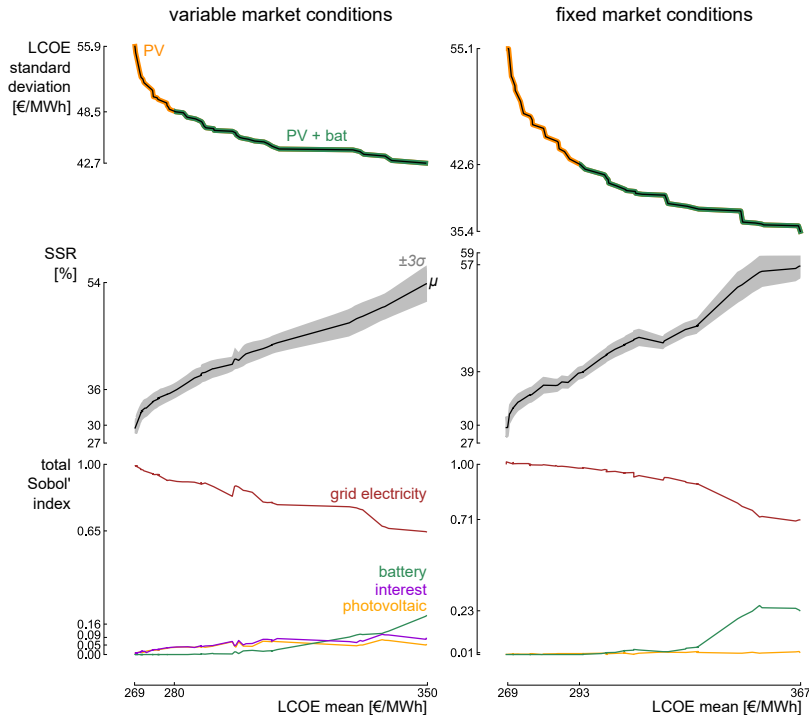 variable market conditions
fixed market conditions
LCOE
standard
deviation
[€/MWh]
55.9
48.5
42.7
PV
PV + bat
55.1
42.6
35.4
SSR
[%]
54
36
30
27
±3σ
μ
59
57
39
30
27
total
Sobol'
index
1.00
0.65
0.16
0.09
0.05
0.00
grid electricity
battery
interest
photovoltaic
1.00
0.71
0.23
0.01
269
280
350
LCOE mean [€/MWh]
269
293
367
LCOE mean [€/MWh]